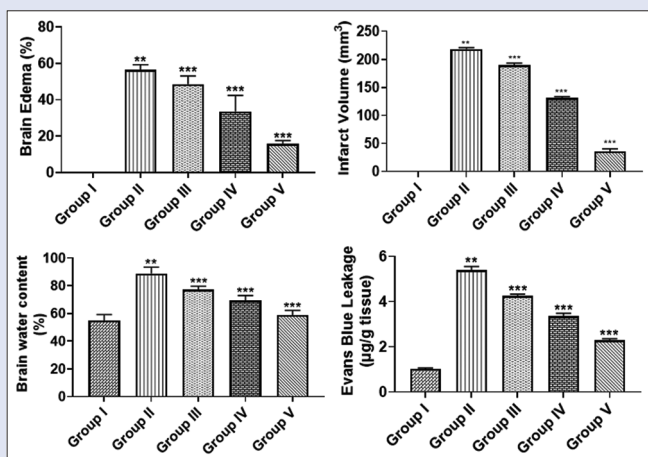 Brain Edema (%)
80
60
40
20
0
**
***
***
***
Group I
Group II
Group III
Group IV
Group V
Infarct Volume (mm³)
250
200
150
100
50
0
**
***
***
***
Group I
Group II
Group III
Group IV
Group V
Brain water content
(%)
100
80
60
40
20
0
**
***
***
***
Group I
Group II
Group III
Group IV
Group V
Evans Blue Leakage
(µg/g tissue)
6
4
2
0
**
***
***
***
Group I
Group II
Group III
Group IV
Group V